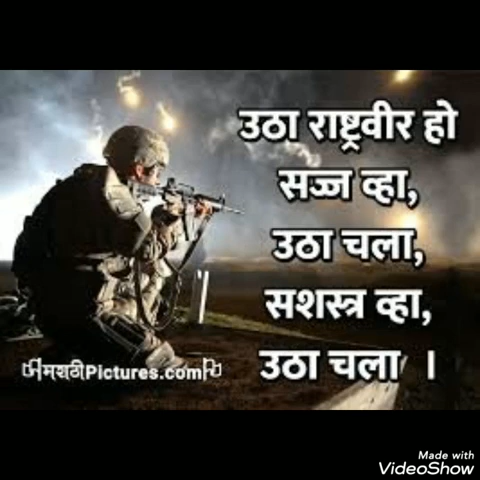 उठा राष्ट्रवीर हो
सज्ज व्हा,
उठा चला,
सशस्त्र व्हा,
उठा चला ।
मराठीPictures.com
Made with
VideoShow